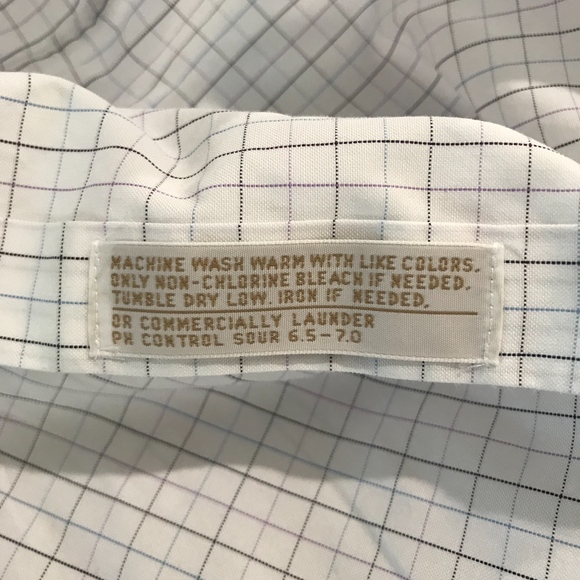 MACHINE WASH WARM WITH LIKE COLORS.
ONLY NON-CHLORINE BLEACH IF NEEDED.
TUMBLE DRY LOW. IRON IF NEEDED.
OR COMMERCIALLY LAUNDER
PH CONTROL SOUR 6.5-7.0